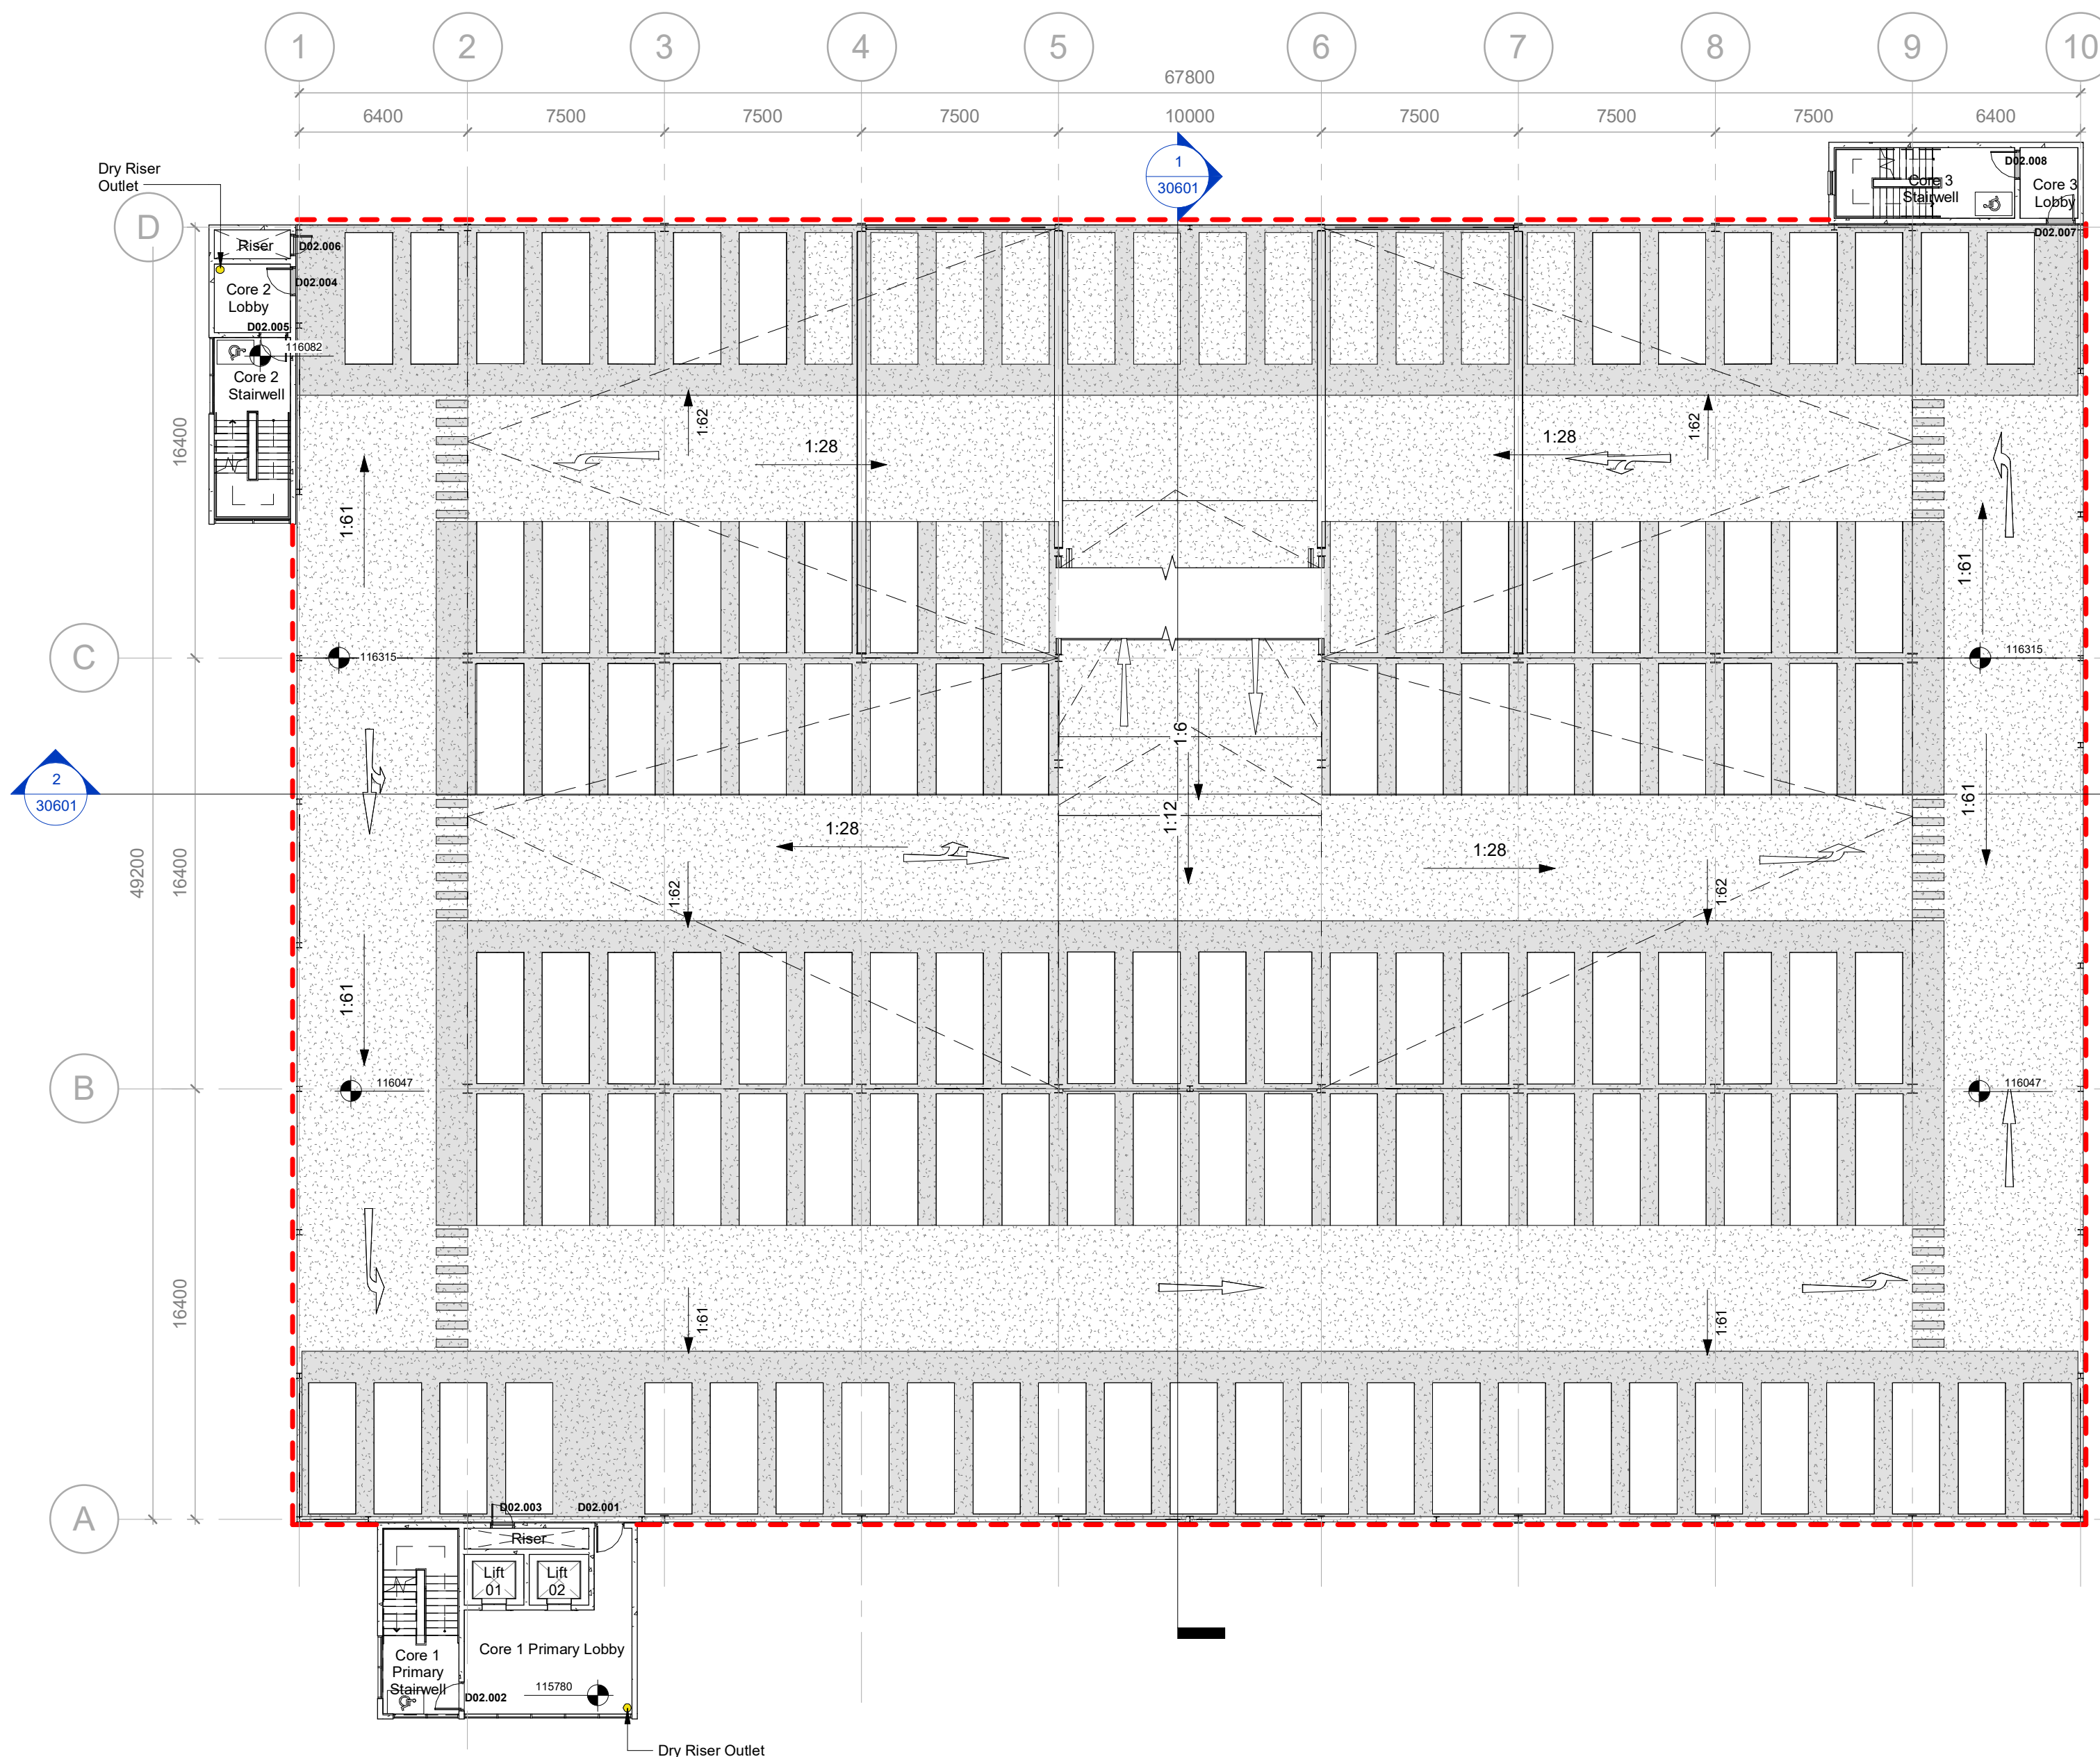 1 2 3 4 5 6 7 8 9 10
67800
6400 7500 7500 7500 10000 7500 7500 7500 6400
Dry Riser
Outlet
1
30601
D02.008
Core 3
Stairwell
Core 3
Lobby
D02.007
D
Riser
D02.006
D02.004
Core 2
Lobby
D02.005
116082
Core 2
Stairwell
16400
1:62
1:28
1:62
1:28
1:61
1:61
C
116315
116315
1:6
2
30601
1:12
1:28
1:28
1:61
49200
16400
1:62
1:62
1:61
B
116047
116047
16400
1:61
1:61
A
D02.003
D02.001
Riser
Lift
01
Lift
02
Core 1 Primary Lobby
Core 1
Primary
Stairwell
115780
D02.002
Dry Riser Outlet